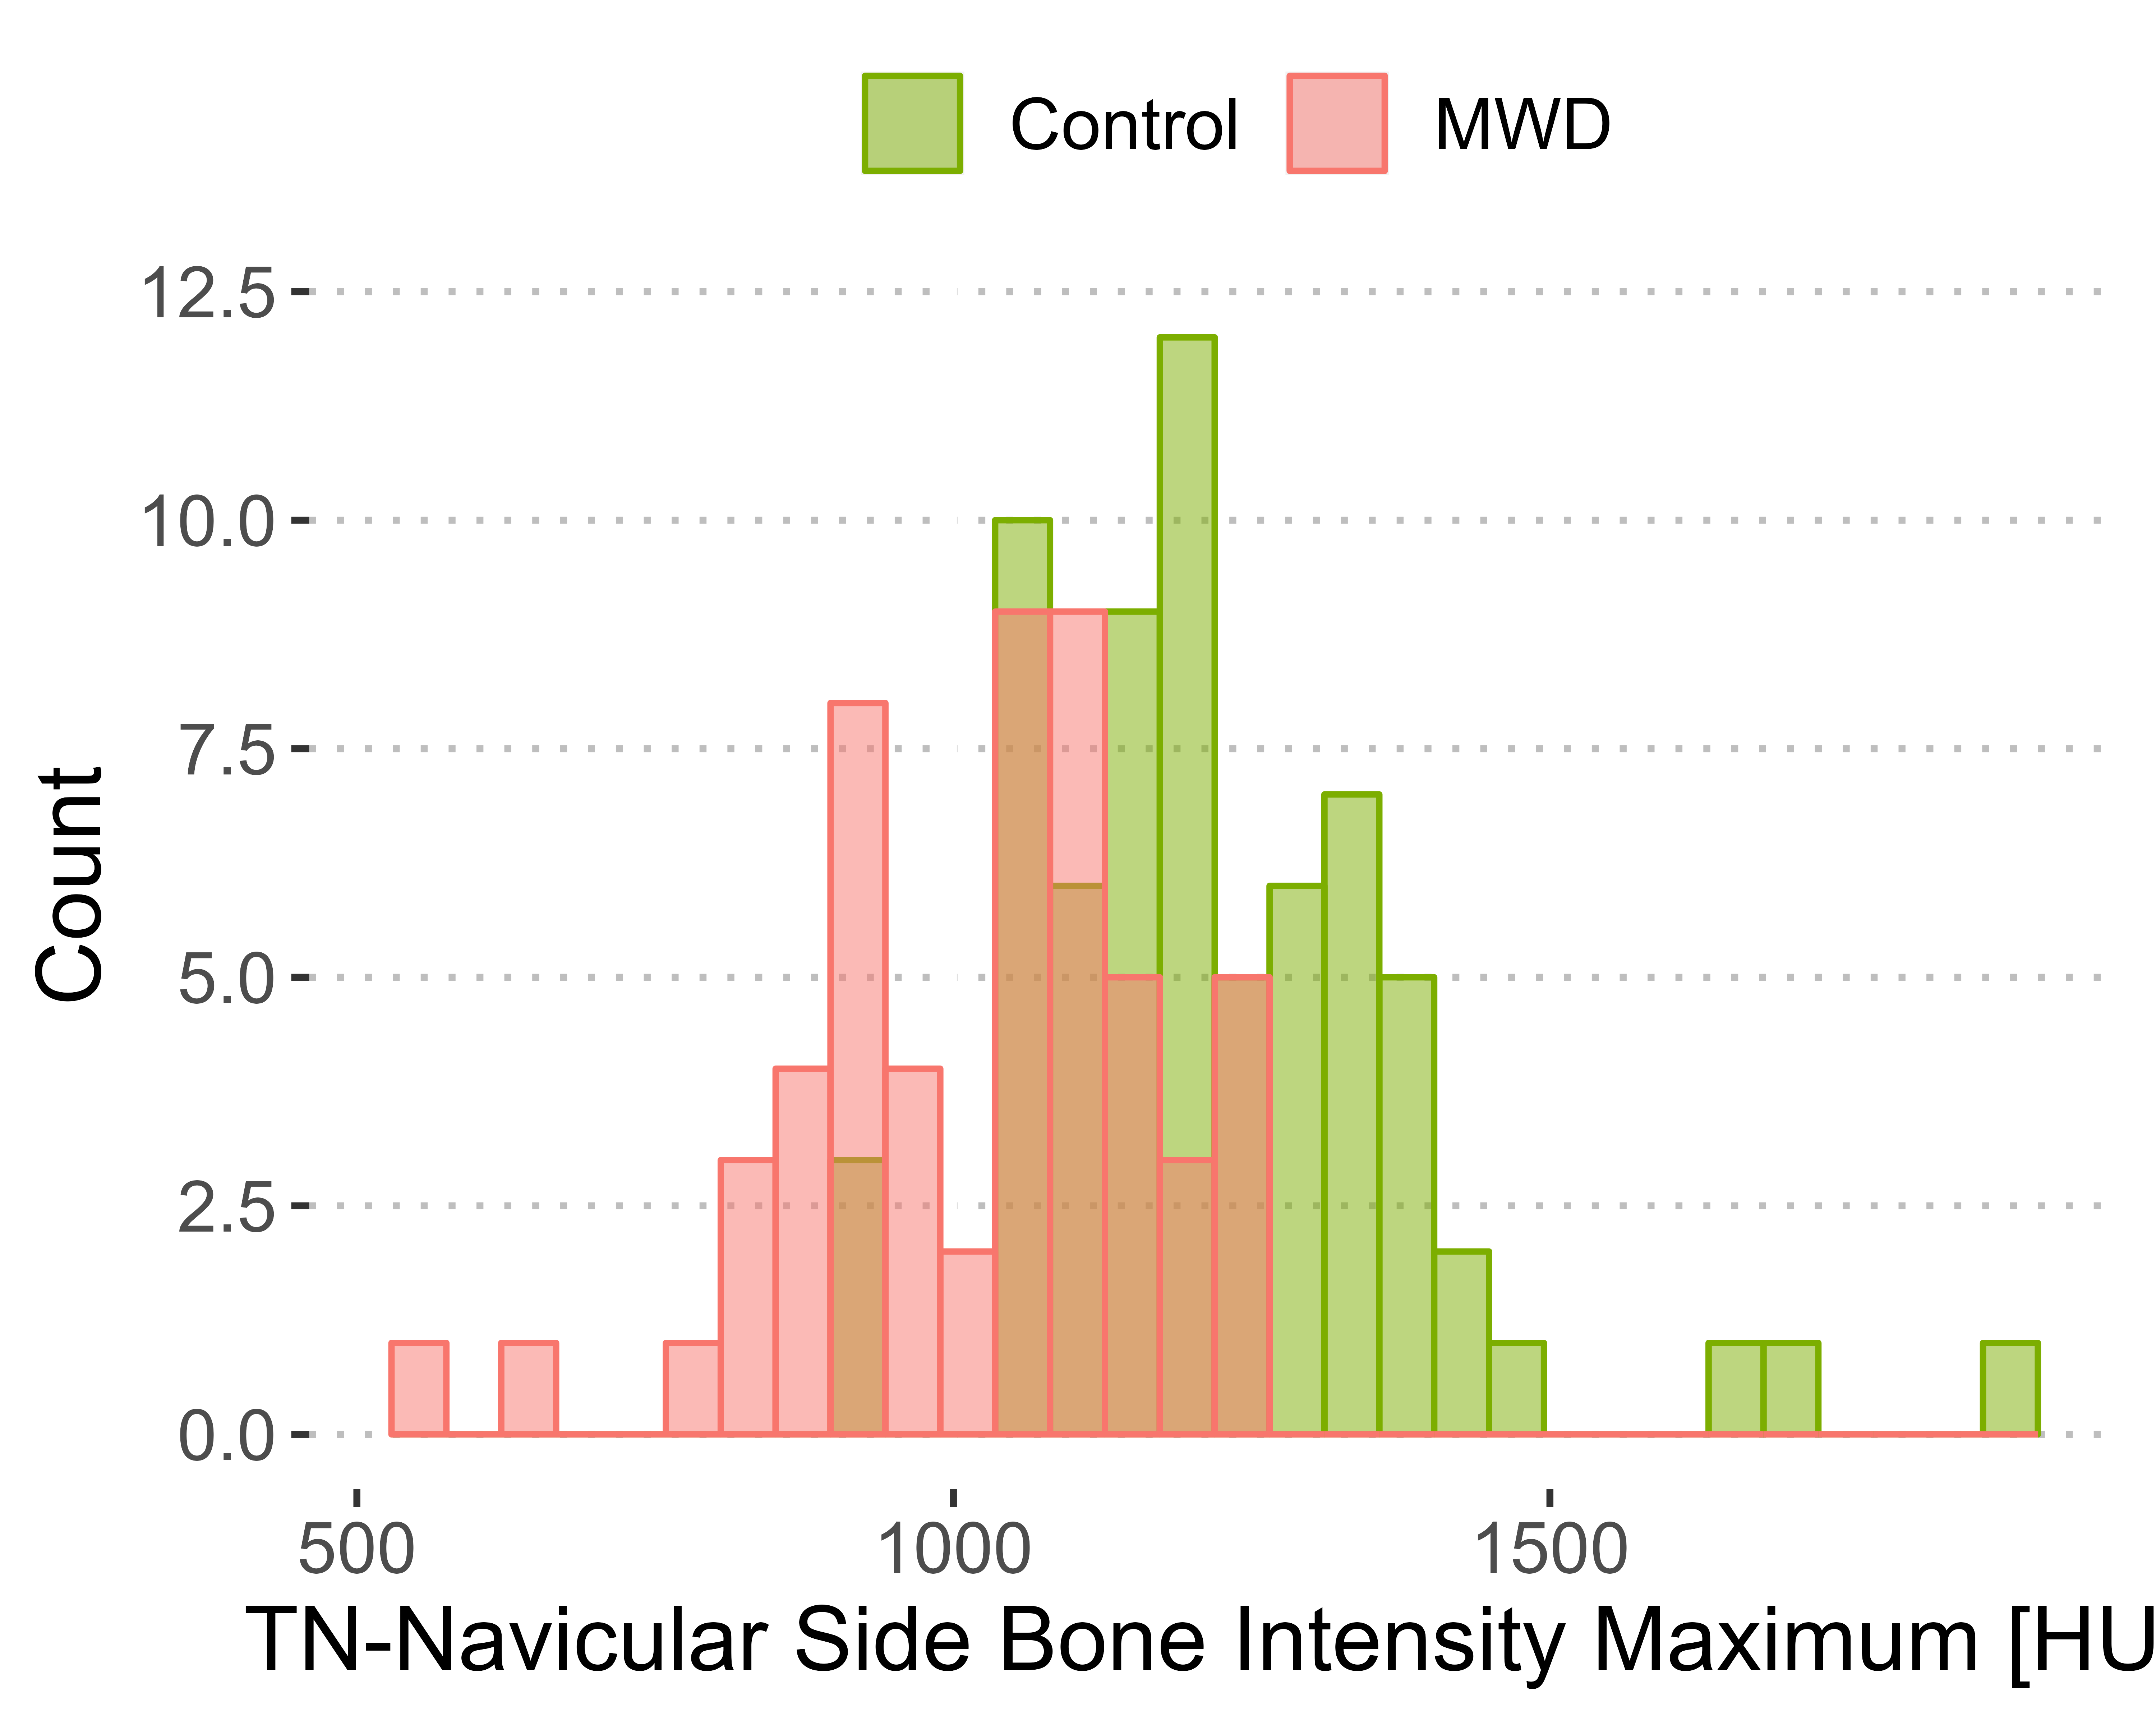 Control MWD
12.5
10.0
7.5
5.0
2.5
0.0
Count
500 1000 1500
TN-Navicular Side Bone Intensity Maximum [HU